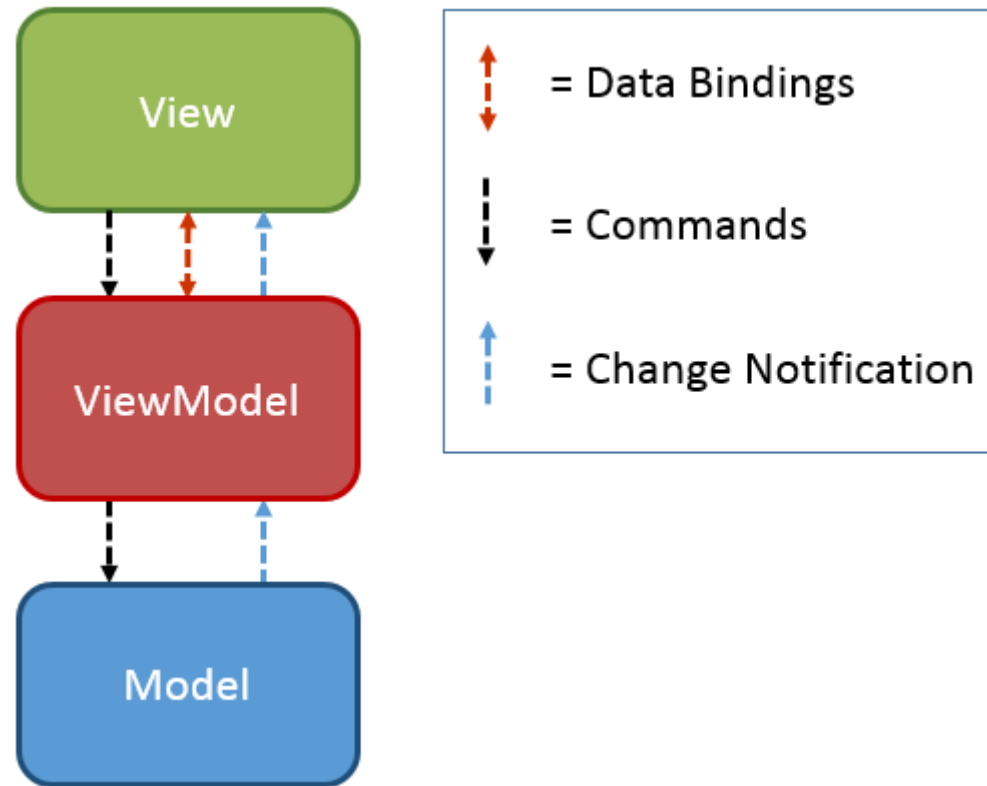 View
ViewModel
Model
= Data Bindings
= Commands
= Change Notification